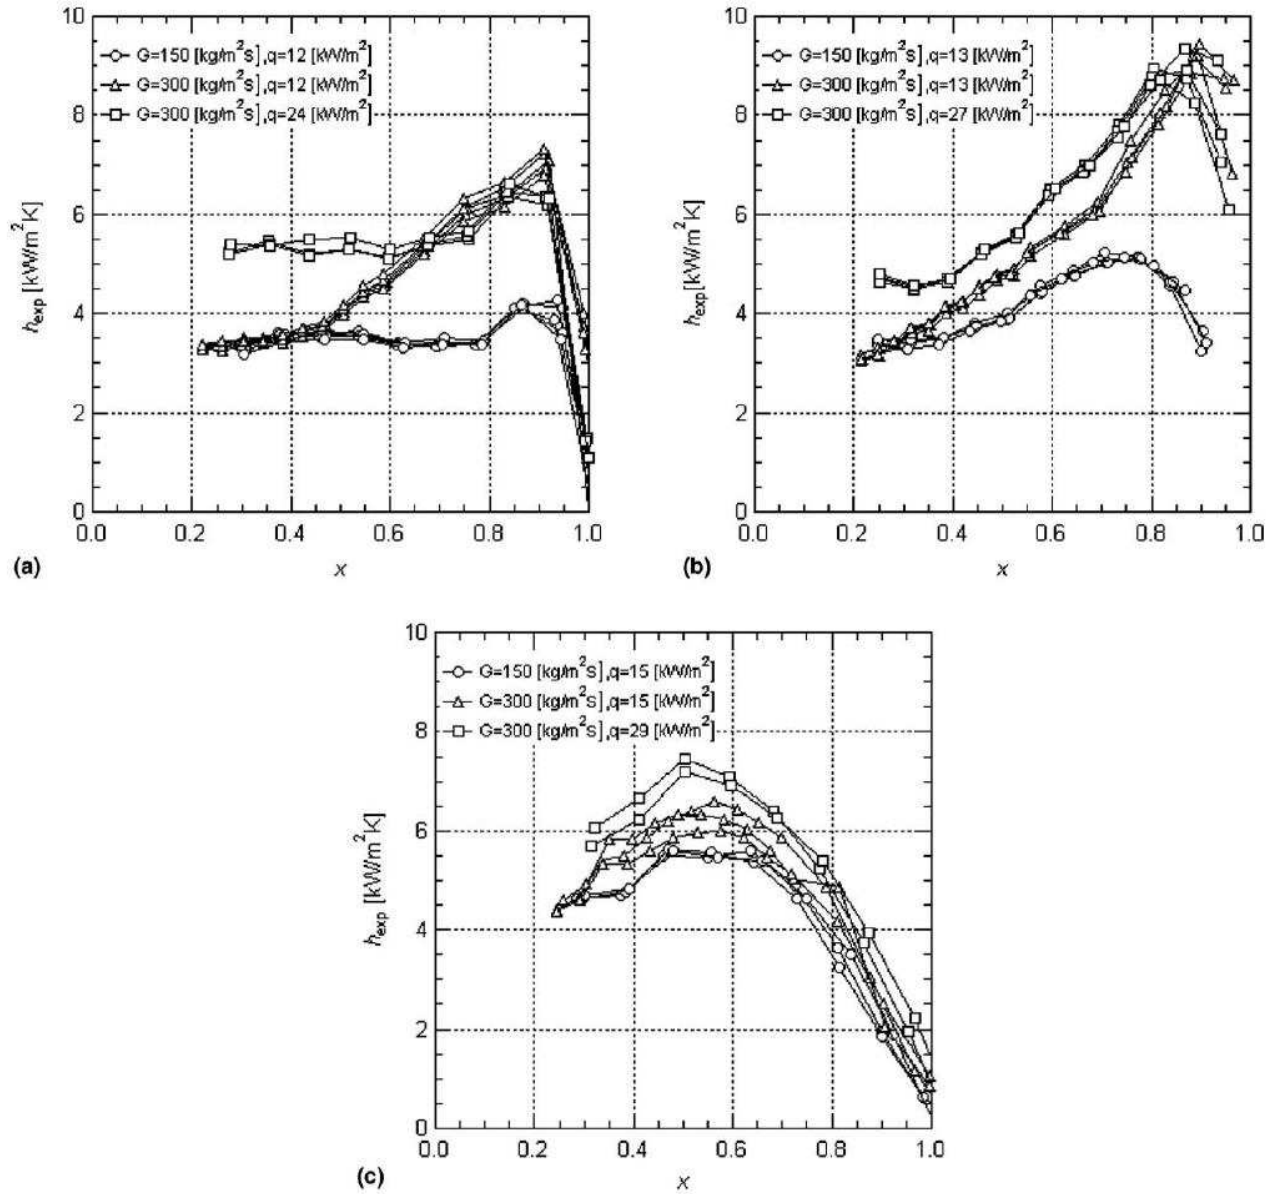 10
8
6
4
2
0
h_exp [kW/m²K]
G=150 [kg/m²s],q=12 [kW/m²]
G=300 [kg/m²s],q=12 [kW/m²]
G=300 [kg/m²s],q=24 [kW/m²]
0.0 0.2 0.4 0.6 0.8 1.0
(a)
x
10
8
6
4
2
0
h_exp[kW/m²K]
G=150 [kg/m²s],q=13 [kW/m²]
G=300 [kg/m²s],q=13 [kW/m²]
G=300 [kg/m²s],q=27 [kW/m²]
0.0 0.2 0.4 0.6 0.8 1.0
(b)
x
10
8
6
4
2
0
h_exp [kW/m²K]
G=150 [kg/m²s],q=15 [kW/m²]
G=300 [kg/m²s],q=15 [kW/m²]
G=300 [kg/m²s],q=29 [kW/m²]
0.0 0.2 0.4 0.6 0.8 1.0
(c)
x